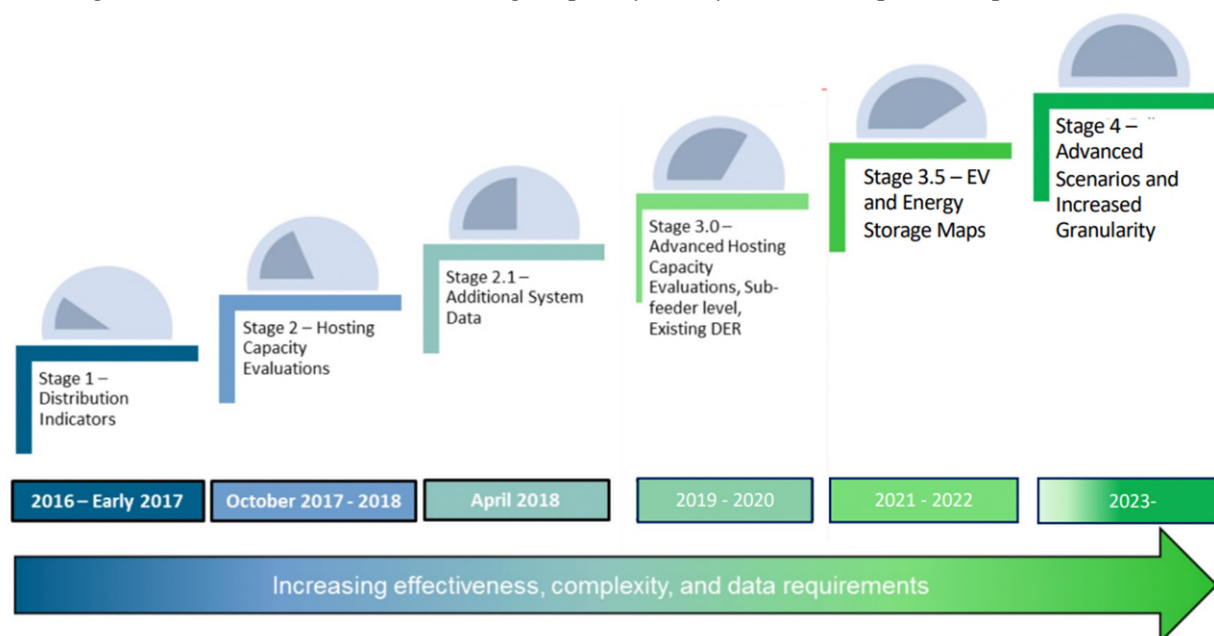 Stage 4 –
Advanced
Scenarios and
Increased
Granularity
Stage 3.5 – EV
and Energy
Storage Maps
Stage 3.0 –
Advanced Hosting
Capacity
Evaluations, Sub-
feeder level,
Existing DER
Stage 2.1 –
Additional System
Data
Stage 2 – Hosting
Capacity
Evaluations
Stage 1 –
Distribution
Indicators
2016 – Early 2017
October 2017 - 2018
April 2018
2019 - 2020
2021 - 2022
2023-
Increasing effectiveness, complexity, and data requirements